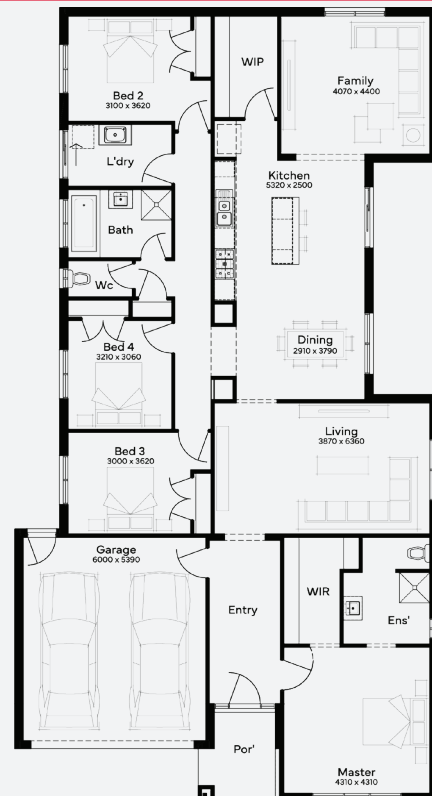 WIP
Family
4070 x 4400
Bed 2
3100 x 3620
L'dry
Kitchen
5320 x 2500
Bath
Wc
Bed 4
3210 x 3060
Dining
2910 x 3790
Living
3870 x 6360
Bed 3
3000 x 3620
Garage
6000 x 5390
WIR
Entry
Ens'
Por'
Master
4310 x 4310